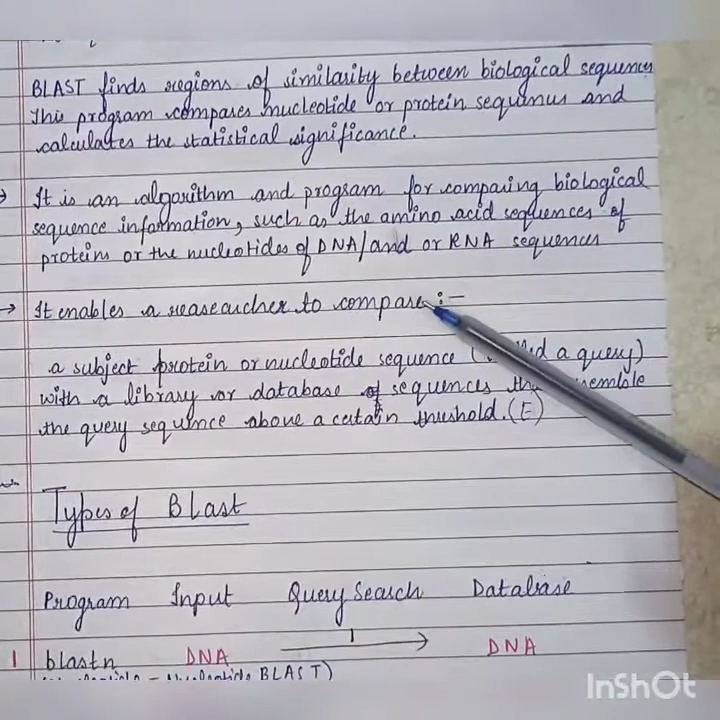 BLAST finds regions of similarity between biological sequences
This program compares nucleotide or protein sequences and
calculates the statistical significance.
→ It is an algorithm and program for comparing biological
sequence information, such as the amino acid sequences of
proteins or the nucleotides of DNA/and or RNA sequences
→ It enables a reasearcher to compare :-
a subject protein or nucleotide sequence ( a query)
with a library or database of sequences
the query sequence above a certain threshold. (E)
Types of Blast
Program Input Query Search Database
1 blastn DNA 1 → DNA
Nucleotide BLAST)
InShOt